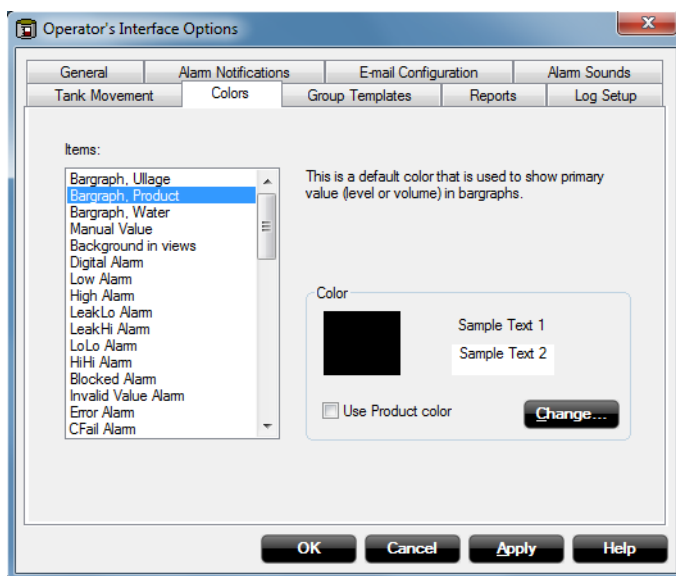 Operator's Interface Options
General Alarm Notifications E-mail Configuration Alarm Sounds
Tank Movement Colors Group Templates Reports Log Setup
Items:
Bargraph, Ullage
Bargraph, Product
Bargraph, Water
Manual Value
Background in views
Digital Alarm
Low Alarm
High Alarm
LeakLo Alarm
LeakHi Alarm
LoLo Alarm
HiHi Alarm
Blocked Alarm
Invalid Value Alarm
Error Alarm
CFail Alarm
This is a default color that is used to show primary
value (level or volume) in bargraphs.
Color
Sample Text 1
Sample Text 2
Use Product color
Change...
OK Cancel Apply Help